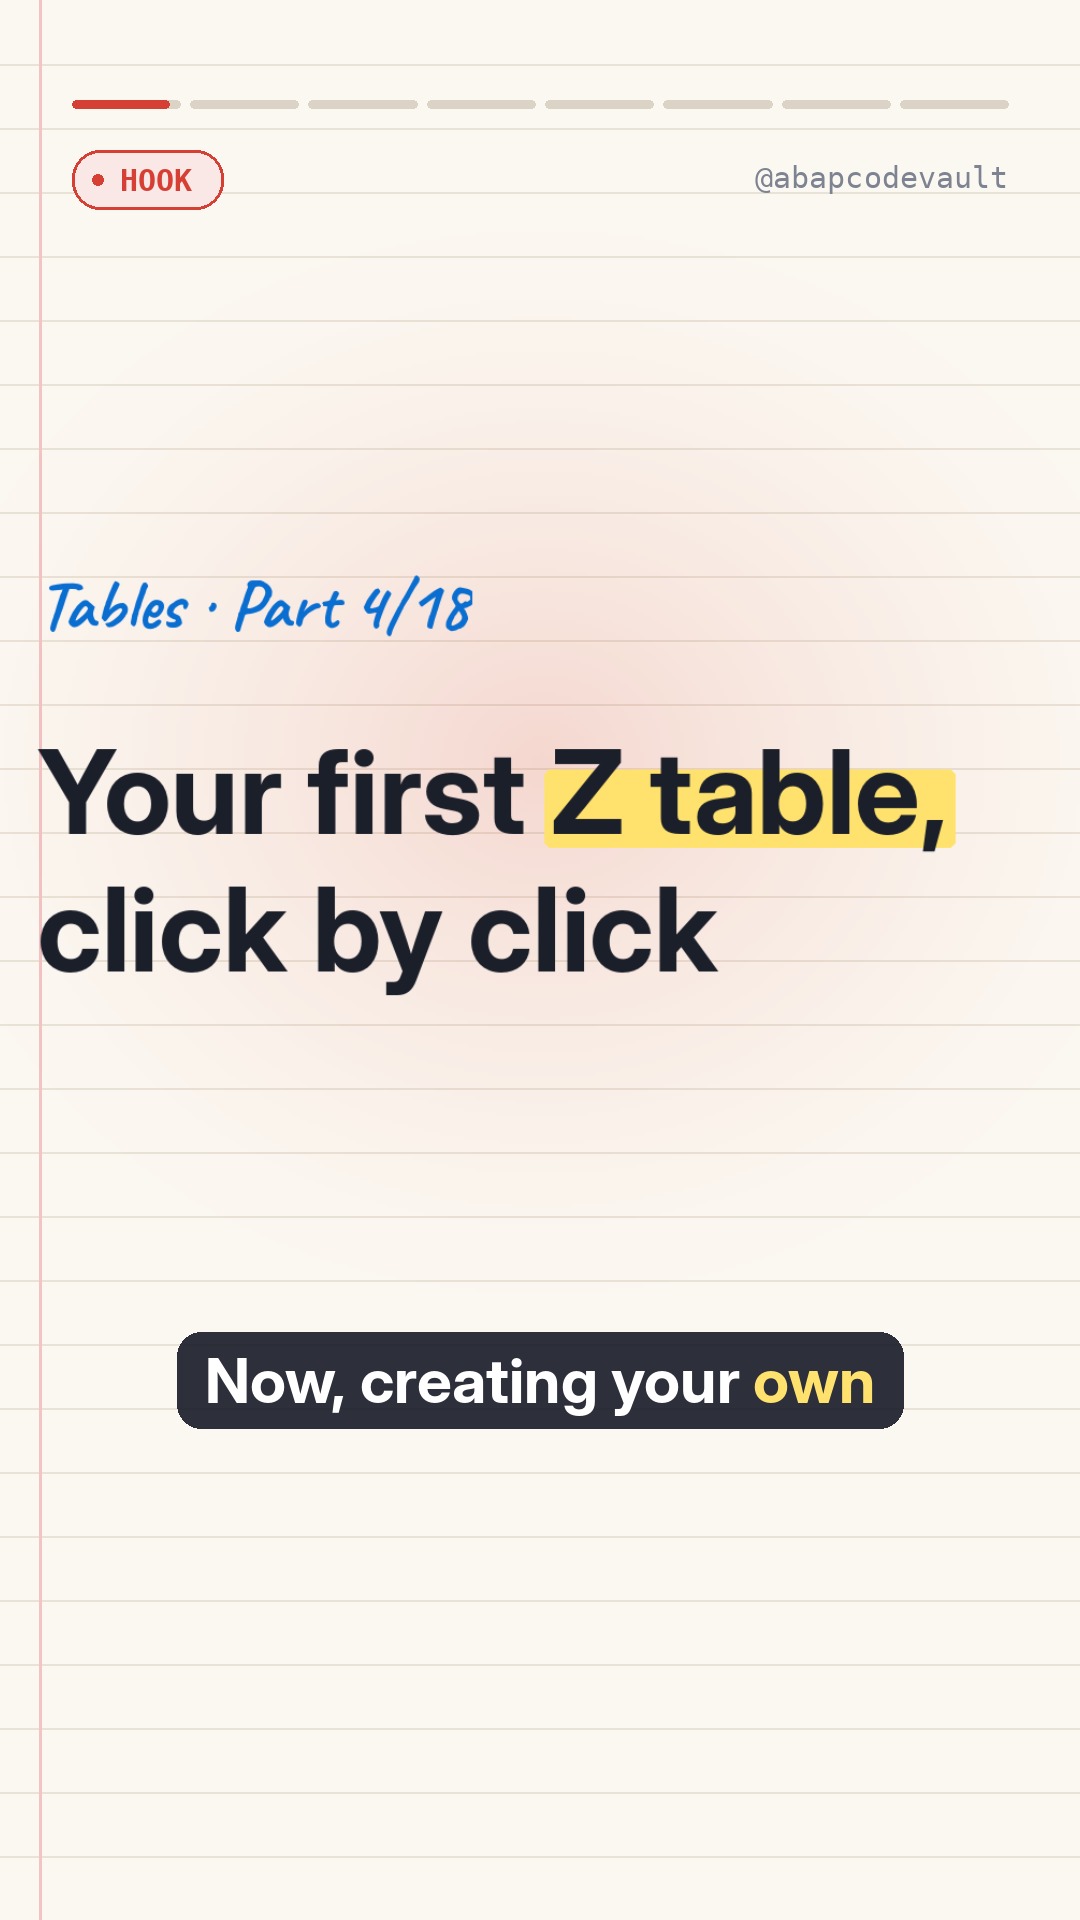 HOOK
@abapcodevault
Tables · Part 4/18
Your first Z table,
click by click
Now, creating your own